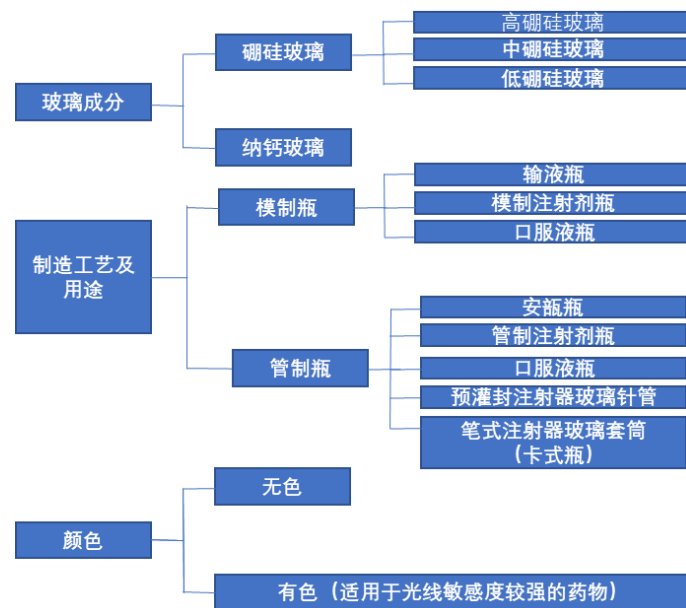 玻璃成分
硼硅玻璃
高硼硅玻璃
中硼硅玻璃
低硼硅玻璃
纳钙玻璃
制造工艺及
用途
模制瓶
输液瓶
模制注射剂瓶
口服液瓶
管制瓶
安瓿瓶
管制注射剂瓶
口服液瓶
预灌封注射器玻璃针管
笔式注射器玻璃套筒
（卡式瓶）
颜色
无色
有色（适用于光线敏感度较强的药物）